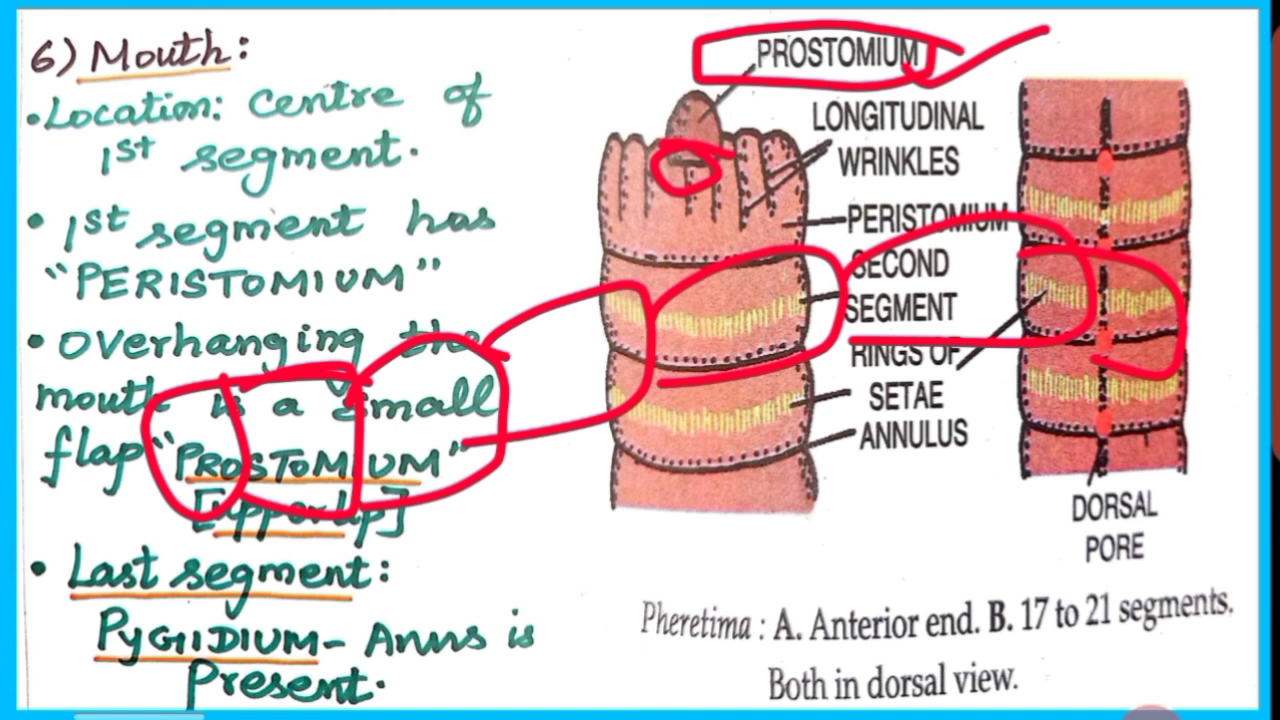 6) Mouth:
•Location: Centre of
1st segment.
• 1st segment has
"PERISTOMIUM"
• Overhanging the
mouth is a small
flap "PROSTOMIUM"
[upper lip]
• Last segment:
PYGIDIUM- Anus is
Present.
PROSTOMIUM
LONGITUDINAL
WRINKLES
PERISTOMIUM
SECOND
SEGMENT
RINGS OF
SETAE
ANNULUS
DORSAL
PORE
Pheretima : A. Anterior end. B. 17 to 21 segments.
Both in dorsal view.